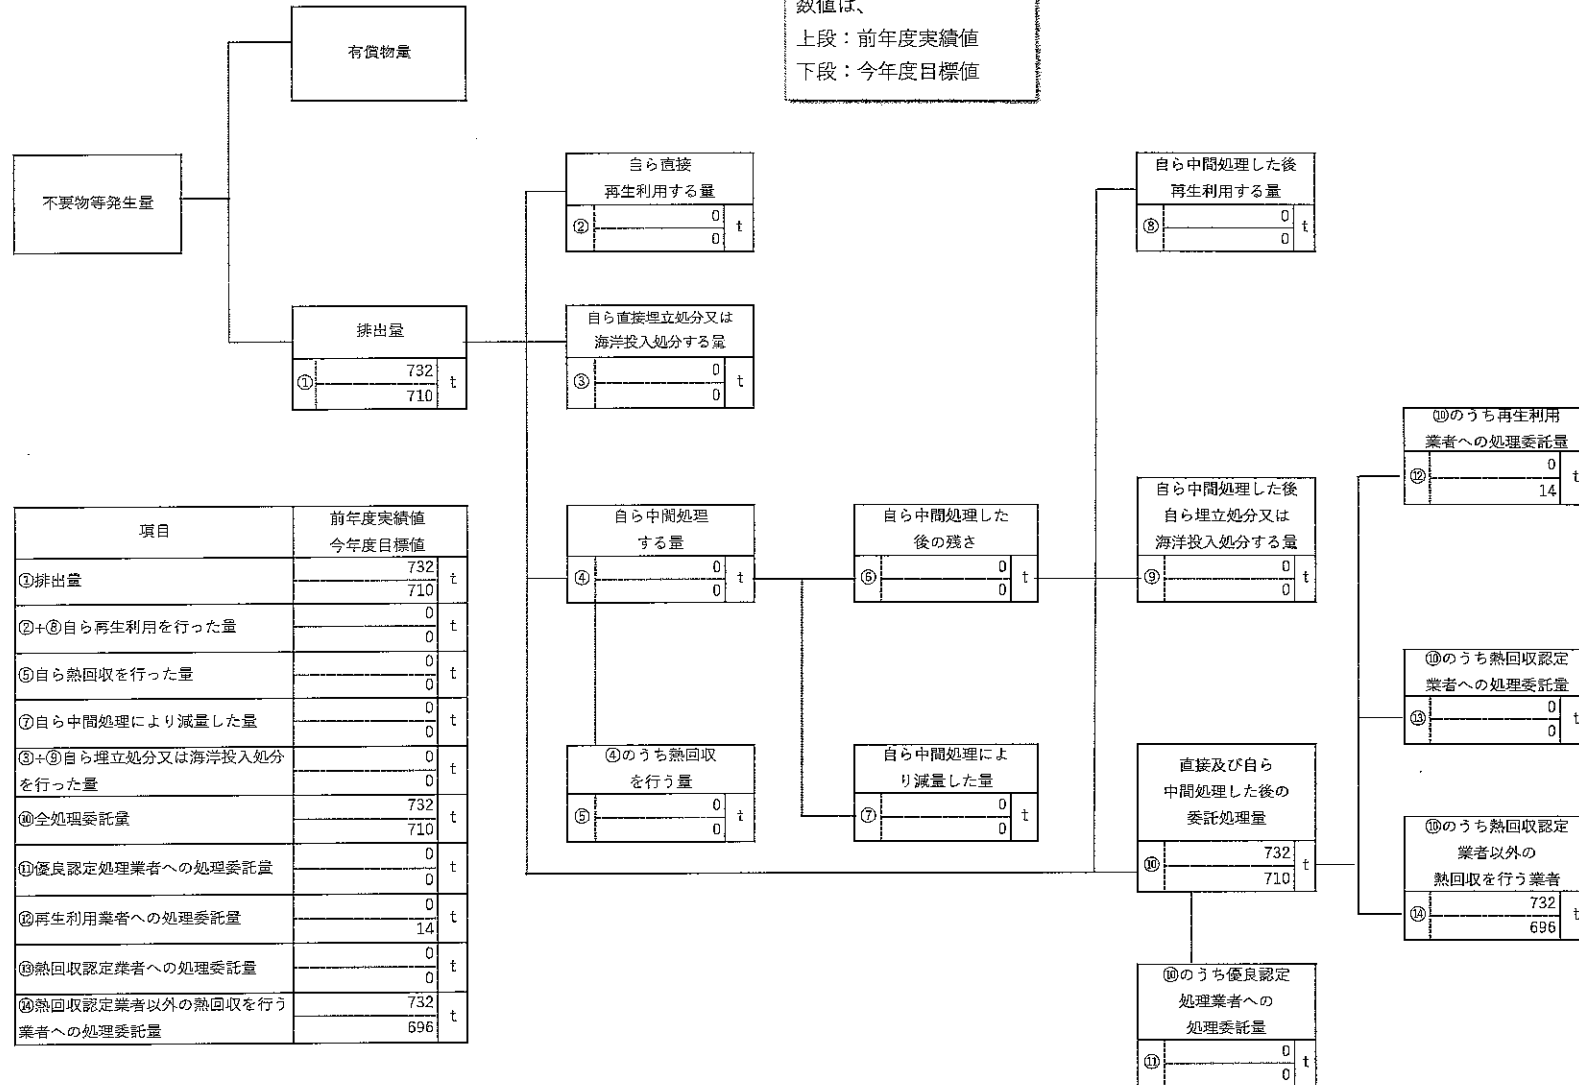 数値は、
上段：前年度実績値
下段：今年度目標値
有償物量
不要物等発生量
排出量
① 732 t
710
自ら直接
再生利用する量
② 0 t
0
自ら直接埋立処分又は
海洋投入処分する量
③ 0 t
0
自ら中間処理した後
再生利用する量
⑧ 0 t
0
自ら中間処理
する量
④ 0 t
0
自ら中間処理した
後の残さ
⑥ 0 t
0
自ら中間処理した後
自ら埋立処分又は
海洋投入処分する量
⑨ 0 t
0
④のうち熱回収
を行う量
⑤ 0 t
0
自ら中間処理によ
り減量した量
⑦ 0 t
0
直接及び自ら
中間処理した後の
委託処理量
⑩ 732 t
710
⑩のうち優良認定
処理業者への
処理委託量
⑪ 0 t
0
⑩のうち再生利用
業者への処理委託量
⑫ 0 t
14
⑩のうち熱回収認定
業者への処理委託量
⑬ 0 t
0
⑩のうち熱回収認定
業者以外の
熱回収を行う業者
⑭ 732 t
696
項目 前年度実績値
今年度目標値
①排出量 732 t
710
②+⑧自ら再生利用を行った量 0 t
0
⑤自ら熱回収を行った量 0 t
0
⑦自ら中間処理により減量した量 0 t
0
③+⑨自ら埋立処分又は海洋投入処分 0 t
を行った量 0
⑩全処理委託量 732 t
710
⑪優良認定処理業者への処理委託量 0 t
0
⑫再生利用業者への処理委託量 0 t
14
⑬熱回収認定業者への処理委託量 0 t
0
⑭熱回収認定業者以外の熱回収を行う 732 t
業者への処理委託量 696